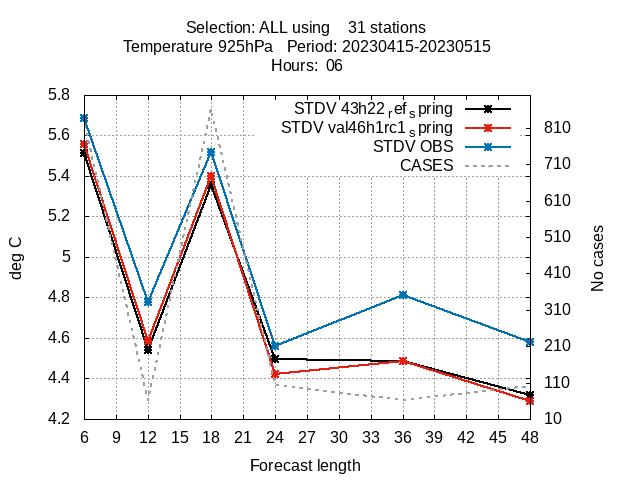 Selection: ALL using    31 stations
Temperature 925hPa   Period: 20230415-20230515
Hours:  06
5.8
5.6
5.4
5.2
5
4.8
4.6
4.4
4.2
deg C
STDV 43h22_ref_spring
STDV val46h1rc1_spring
STDV OBS
CASES
810
710
610
510
410
310
210
110
10
No cases
6 9 12 15 18 21 24 27 30 33 36 39 42 45 48
Forecast length